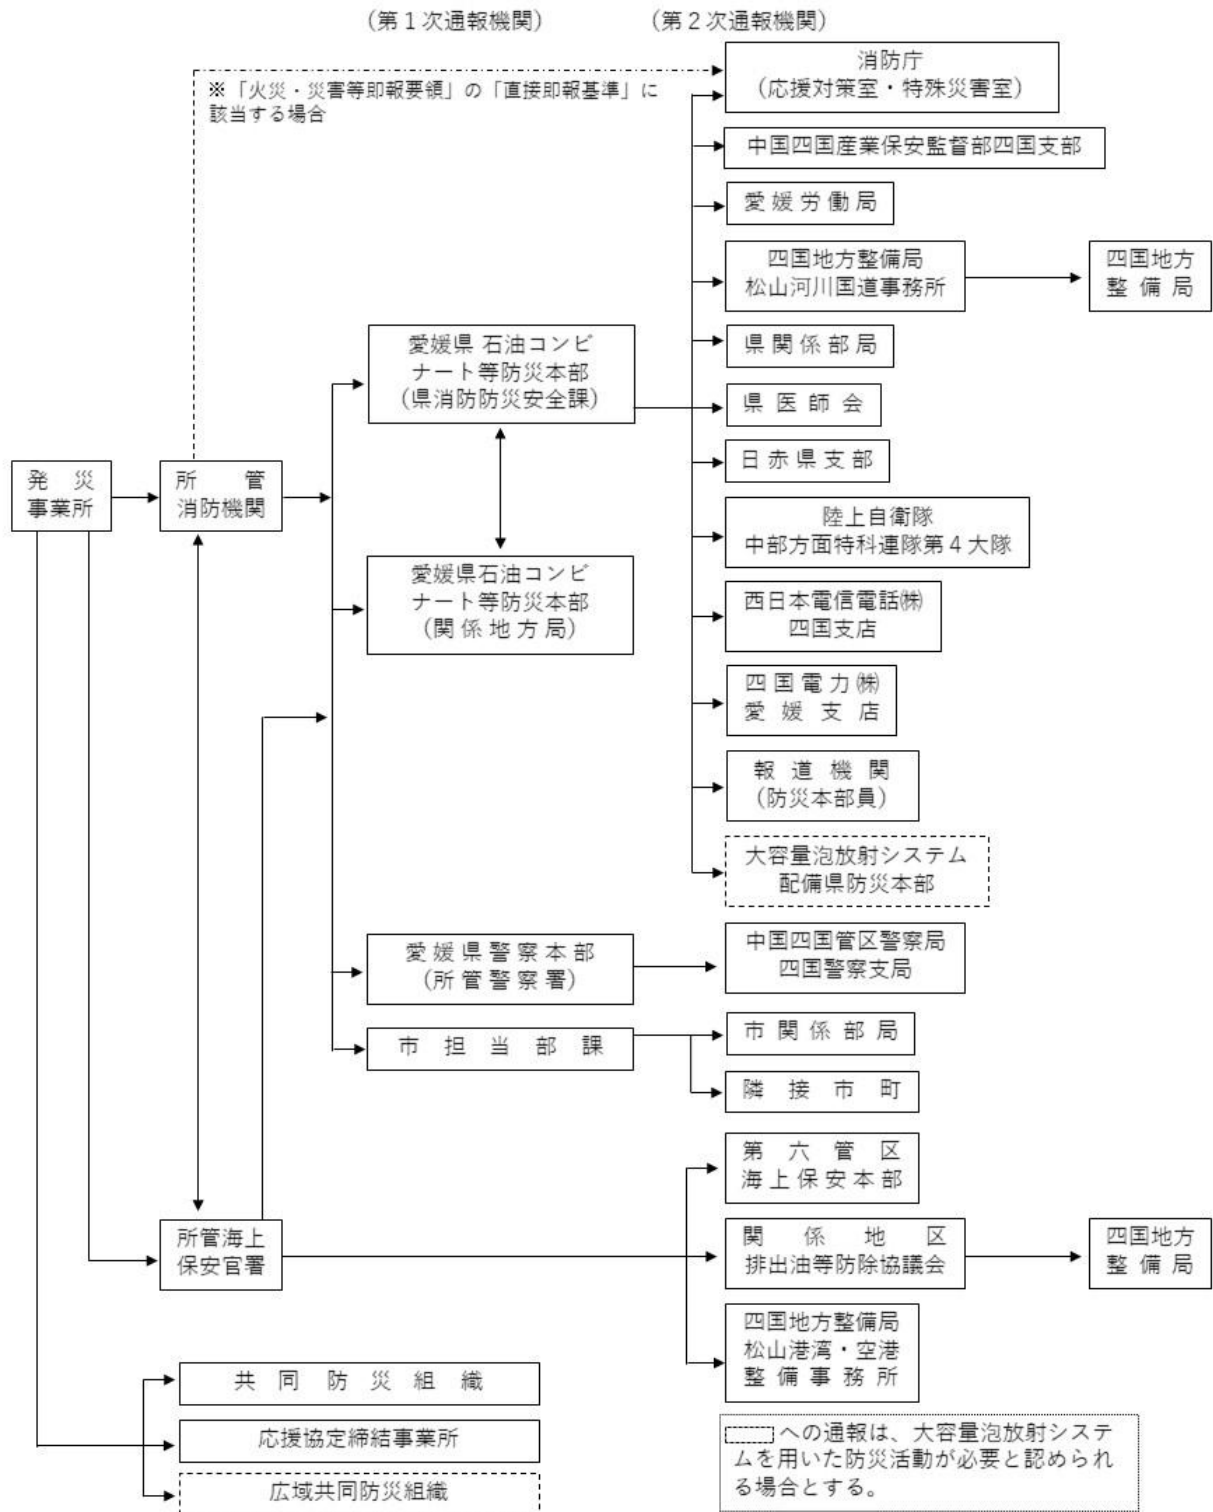 (第1次通報機関)
(第2次通報機関)
※「火災・災害等即報要領」の「直接即報基準」に
該当する場合
消防庁
(応援対策室・特殊災害室)
中国四国産業保安監督部四国支部
愛媛労働局
四国地方整備局
松山河川国道事務所
四国地方
整備局
県関係部局
県医師会
日赤県支部
陸上自衛隊
中部方面特科連隊第4大隊
西日本電信電話㈱
四国支店
四国電力㈱
愛媛支店
報道機関
(防災本部員)
大容量泡放射システム
配備県防災本部
愛媛県 石油コンビ
ナート等防災本部
(県消防防災安全課)
発災
事業所
所管
消防機関
愛媛県石油コンビ
ナート等防災本部
(関係地方局)
愛媛県警察本部
(所管警察署)
中国四国管区警察局
四国警察支局
市担当部課
市関係部局
隣接市町
第六管区
海上保安本部
所管海上
保安官署
関係地区
排出油等防除協議会
四国地方
整備局
四国地方整備局
松山港湾・空港
整備事務所
共同防災組織
応援協定締結事業所
広域共同防災組織
への通報は、大容量泡放射システ
ムを用いた防災活動が必要と認められ
る場合とする。